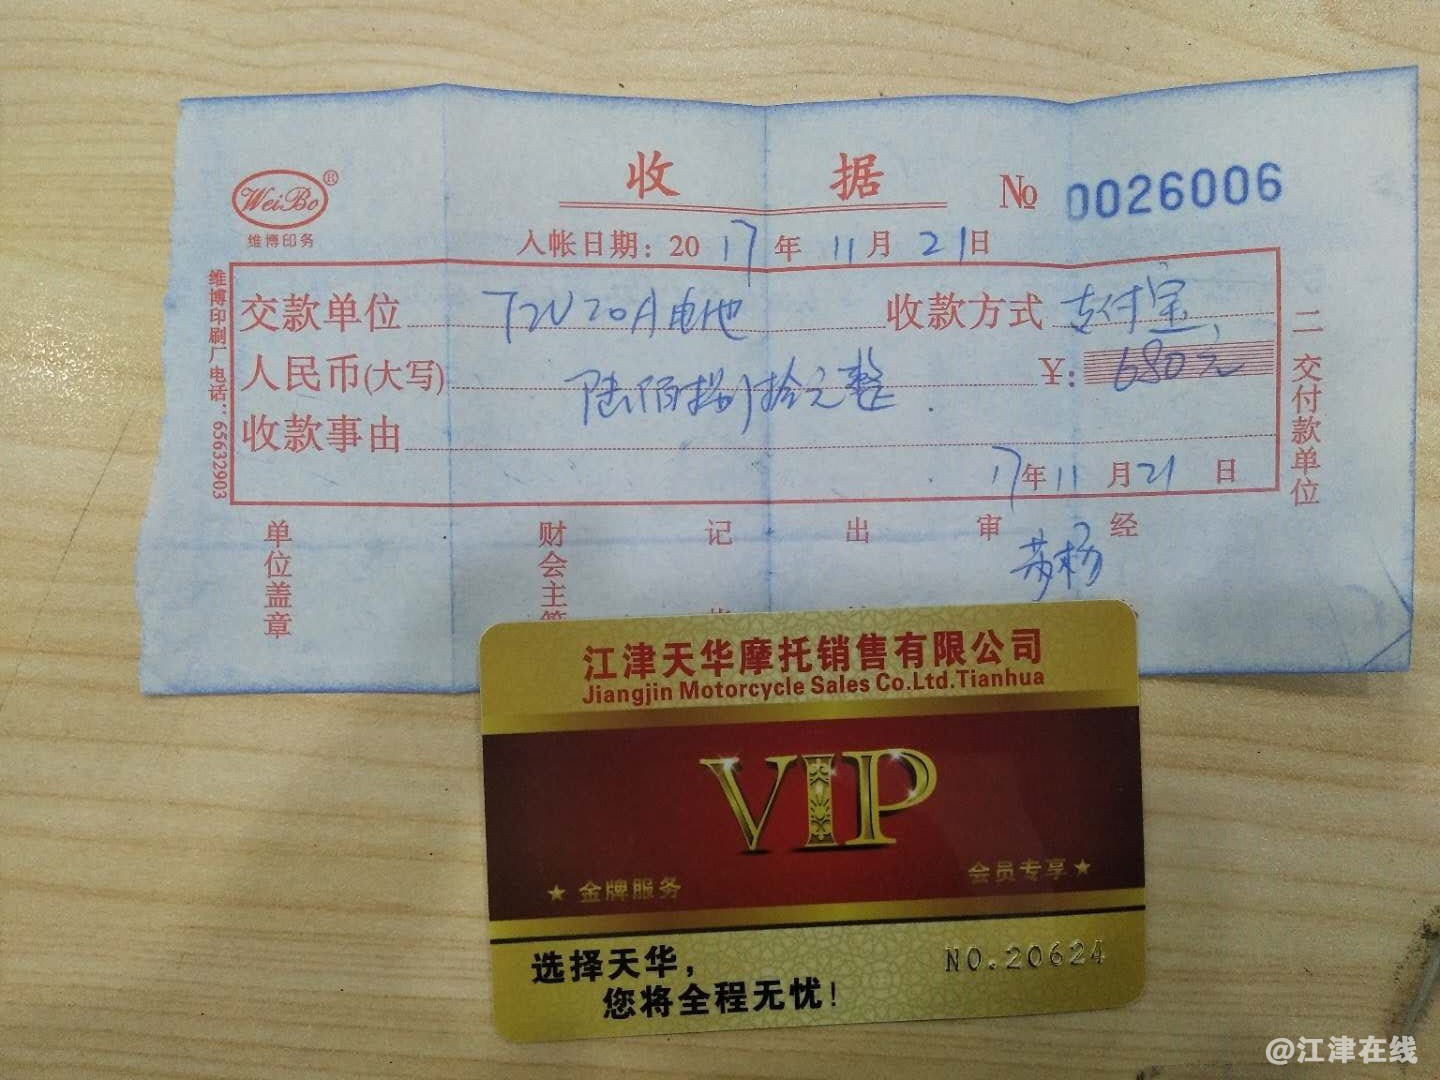 收 据
№ 0026006
WeiBo®
维博印务
入帐日期：2017年11月21日
交款单位 72V20A电池 收款方式 支付宝
人民币(大写) 陆佰捌拾元整 ¥：680元
收款事由
17年11月21日
维博印刷厂电话：65632903
二交付款单位
单位盖章 财会主 记 出 审 经
苏杨
江津天华摩托销售有限公司
Jiangjin Motorcycle Sales Co.Ltd.Tianhua
VIP
★ 金牌服务 会员专享 ★
选择天华，
您将全程无忧！
NO.20624
@江津在线